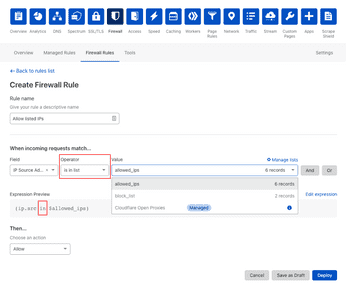 Overview Analytics DNS Spectrum SSL/TLS Firewall Access Speed Caching Workers Page Rules Network Traffic Stream Custom Pages Apps Scrape Shield
Overview Managed Rules Firewall Rules Tools Settings
← Back to rules list
Create Firewall Rule
Rule name
Give your rule a descriptive name
Allow listed IPs
When incoming requests match...
Field Operator Value Manage lists
IP Source Ad... is in list allowed_ips 6 records And Or
allowed_ips 6 records
block_list 2 records
Cloudflare Open Proxies Managed
Expression Preview Edit expression
(ip.src in $allowed_ips)
Then...
Choose an action
Allow
Cancel Save as Draft Deploy